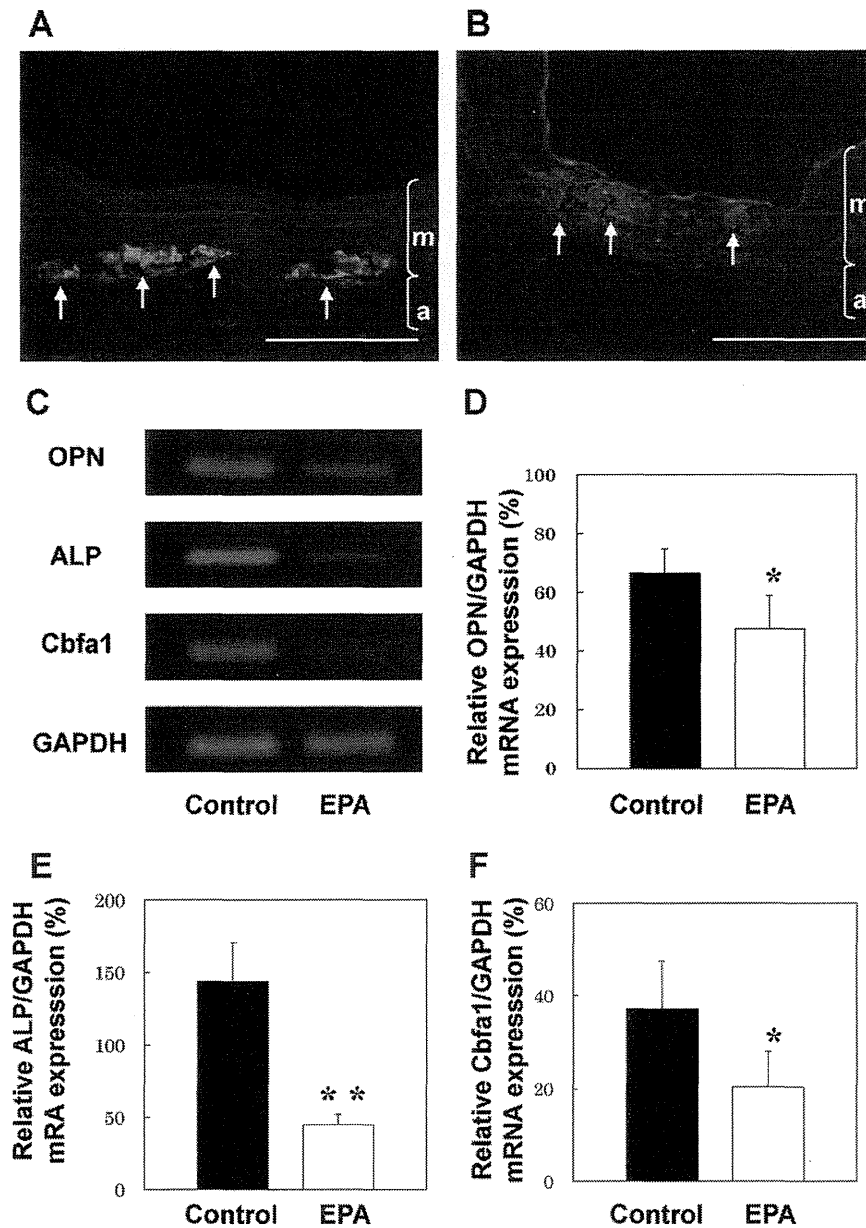 A
B
m
a
m
a
C
OPN
ALP
Cbfa1
GAPDH
Control EPA
D
Relative OPN/GAPDH
mRNA expresssion (%)
100
80
60
40
20
0
*
Control EPA
E
Relative ALP/GAPDH
mRA expresssion (%)
200
150
100
50
0
* *
Control EPA
F
Relative Cbfa1/GAPDH
mRNA expresssion (%)
60
40
20
0
*
Control EPA